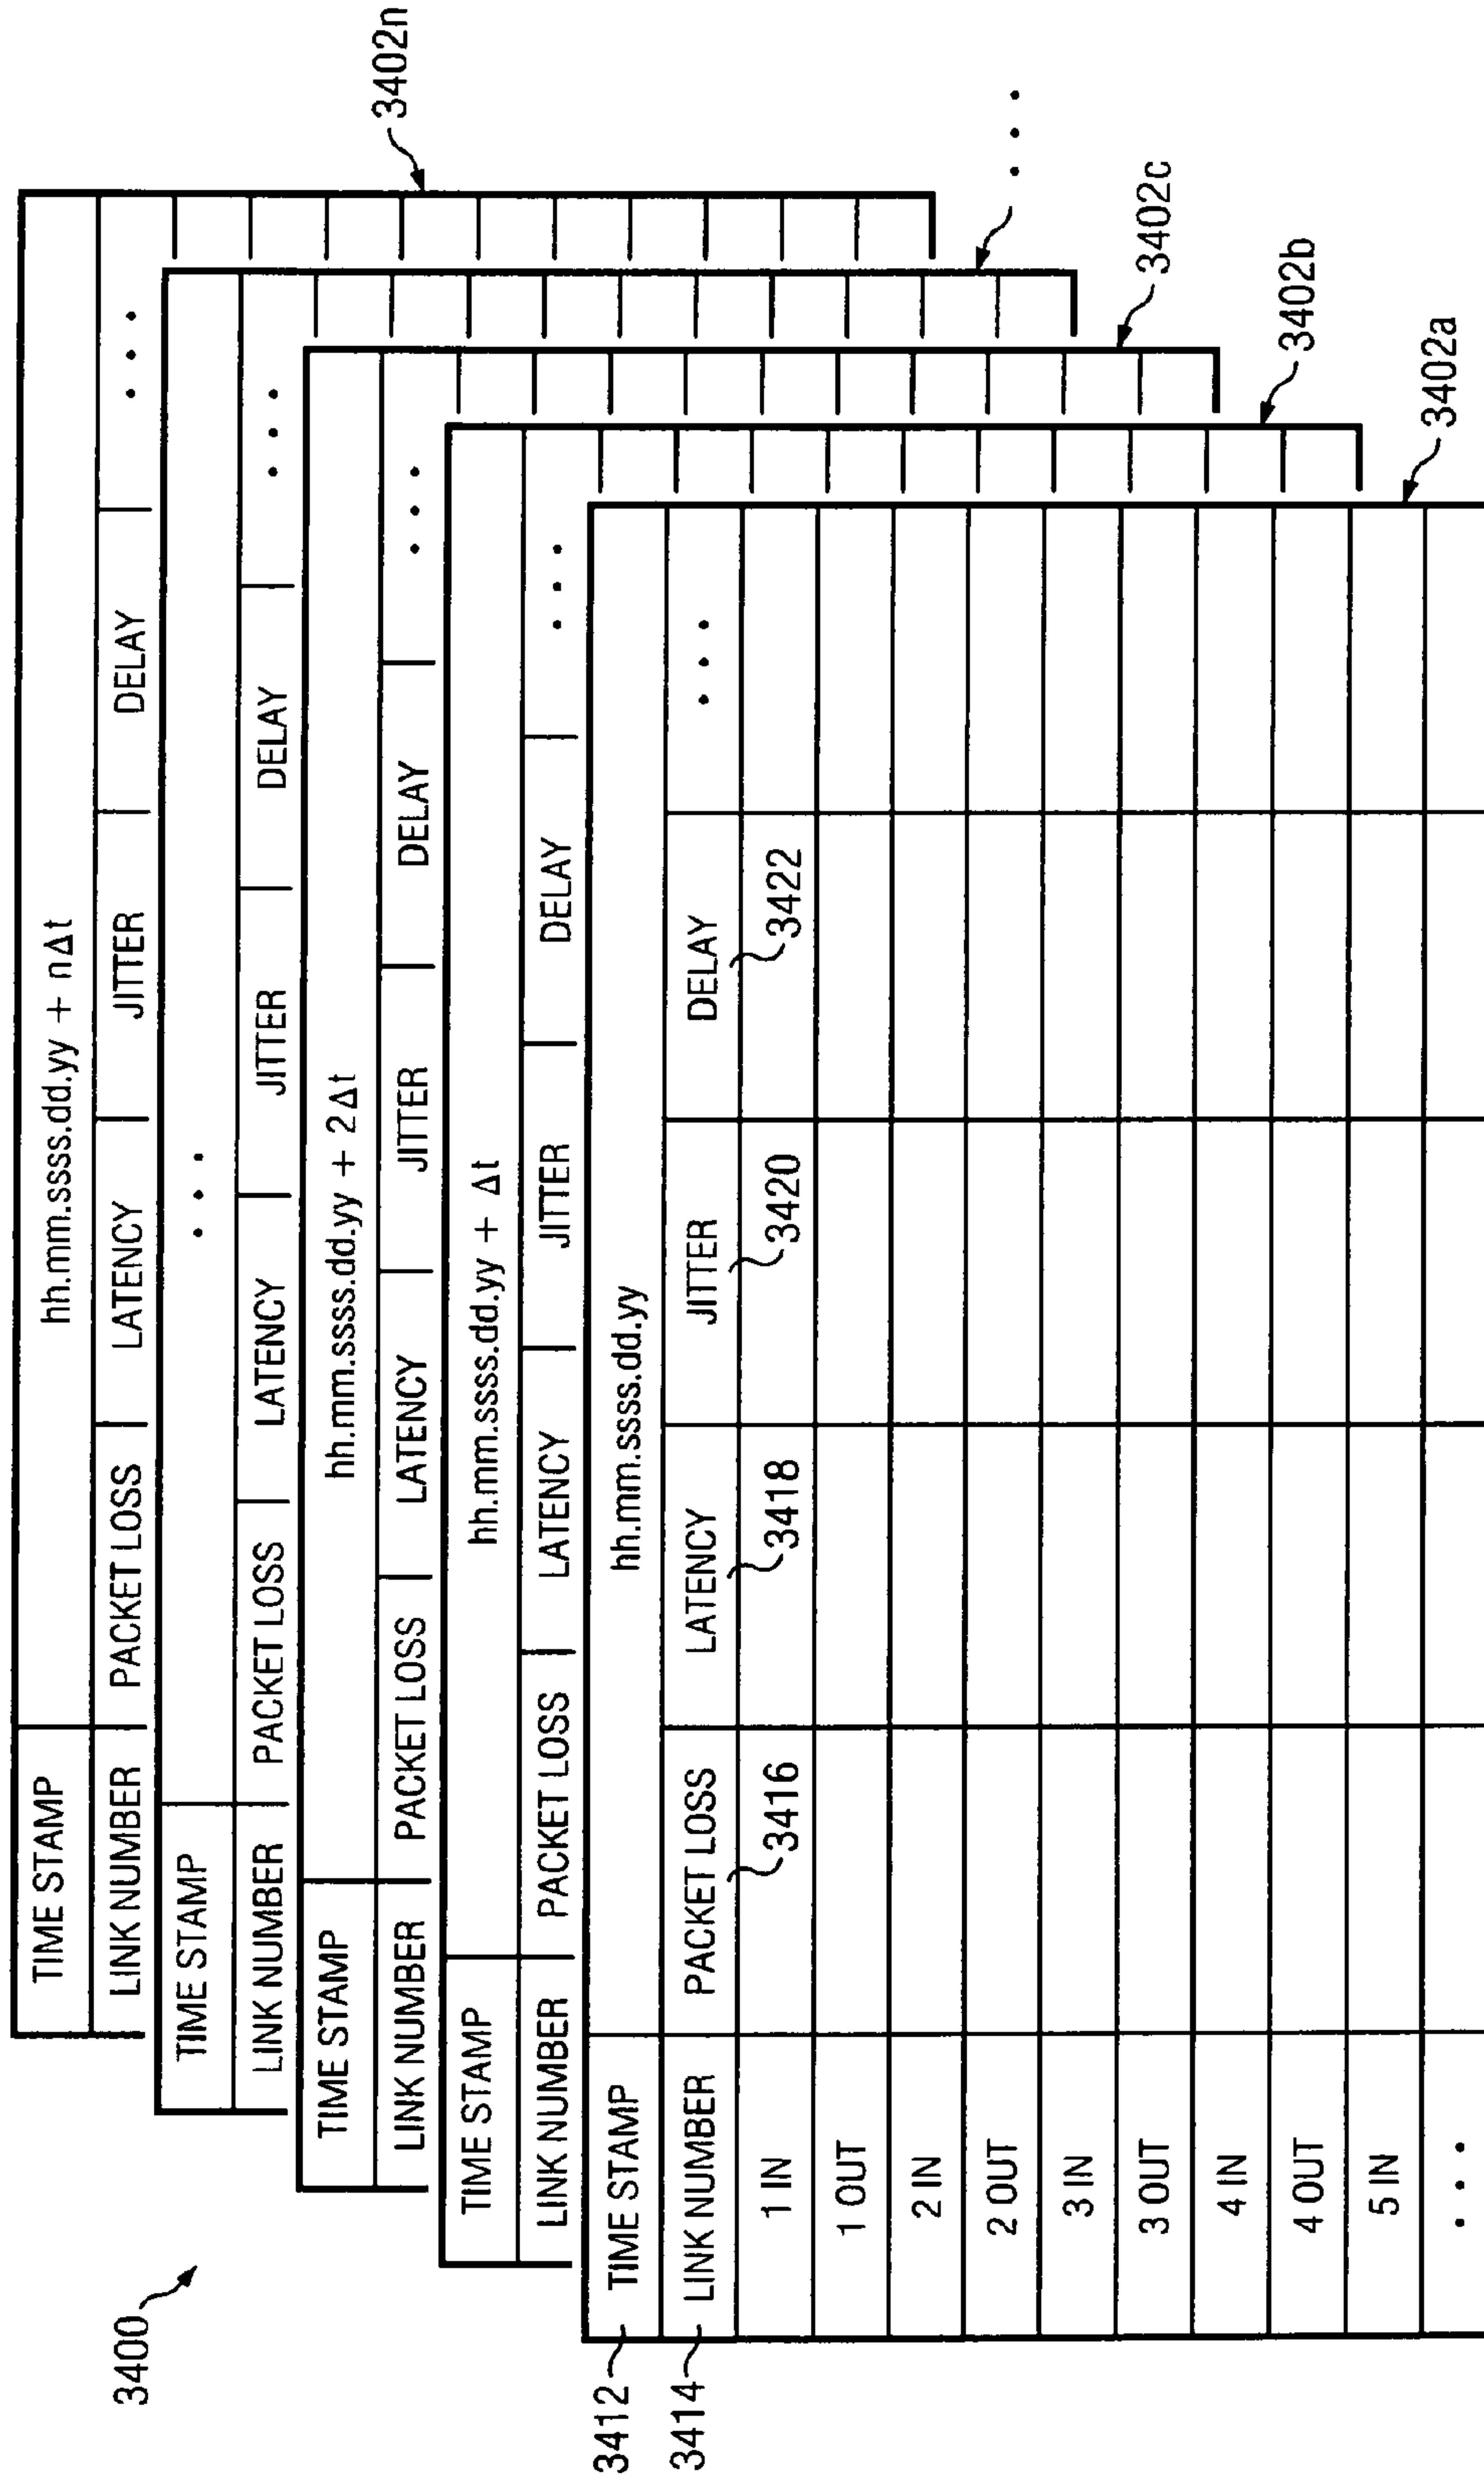 3400
3402n
TIME STAMP hh.mm.ssss.dd.yy + nΔt
LINK NUMBER PACKET LOSS LATENCY JITTER DELAY • • •
• • •
TIME STAMP • • •
LINK NUMBER PACKET LOSS LATENCY JITTER DELAY • • •
3402c
TIME STAMP hh.mm.ssss.dd.yy + 2Δt
LINK NUMBER PACKET LOSS LATENCY JITTER DELAY • • •
3402b
TIME STAMP hh.mm.ssss.dd.yy + Δt
LINK NUMBER PACKET LOSS LATENCY JITTER DELAY • • •
3402a
3412 TIME STAMP hh.mm.ssss.dd.yy
3414 LINK NUMBER PACKET LOSS LATENCY JITTER DELAY • • •
1 IN 3416 3418 3420 3422
1 OUT
2 IN
2 OUT
3 IN
3 OUT
4 IN
4 OUT
5 IN
• • •